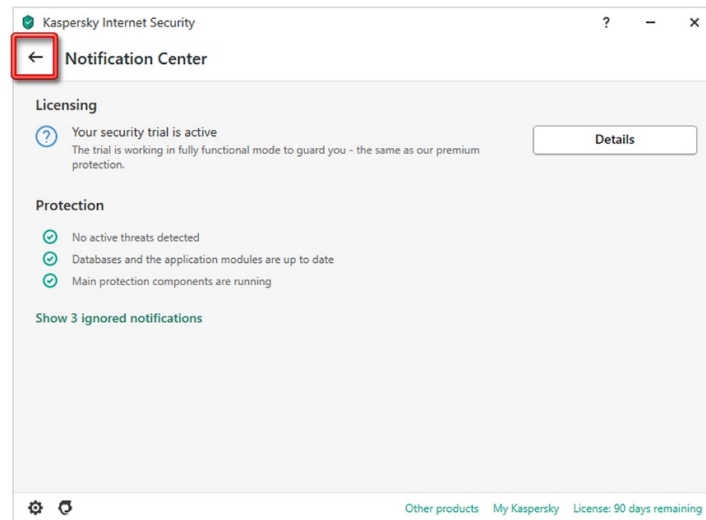 Kaspersky Internet Security
Notification Center
Licensing
Your security trial is active
The trial is working in fully functional mode to guard you - the same as our premium
protection.
Details
Protection
No active threats detected
Databases and the application modules are up to date
Main protection components are running
Show 3 ignored notifications
Other products My Kaspersky License: 90 days remaining